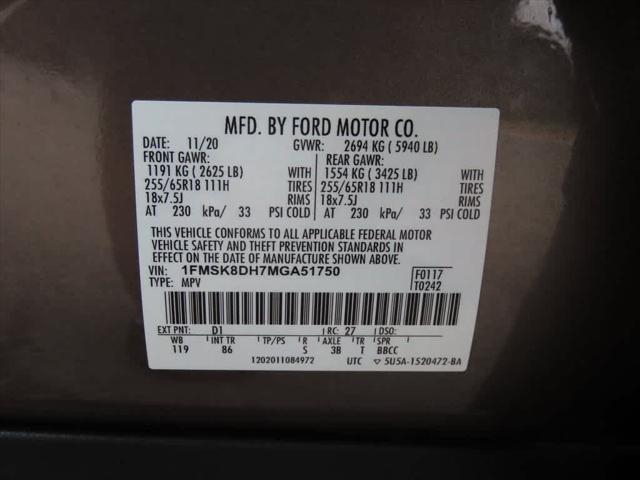 MFD. BY FORD MOTOR CO.
DATE: 11/20 GVWR: 2694 KG ( 5940 LB)
FRONT GAWR: REAR GAWR:
1191 KG ( 2625 LB) WITH 1554 KG ( 3425 LB) WITH
255/65R18 111H TIRES 255/65R18 111H TIRES
18x7.5J RIMS 18x7.5J RIMS
AT 230 kPa/ 33 PSI COLD AT 230 kPa/ 33 PSI COLD
THIS VEHICLE CONFORMS TO ALL APPLICABLE FEDERAL MOTOR
VEHICLE SAFETY AND THEFT PREVENTION STANDARDS IN
EFFECT ON THE DATE OF MANUFACTURE SHOWN ABOVE.
VIN: 1FMSK8DH7MGA51750 F0117
TYPE: MPV T0242
EXT PNT: D1 RC: 27 DSO:
WB INT TR TP/PS R AXLE TR SPR
119 86 S 3B T BBCC
1202011084972 UTC ▽ 5U5A-1520472-BA